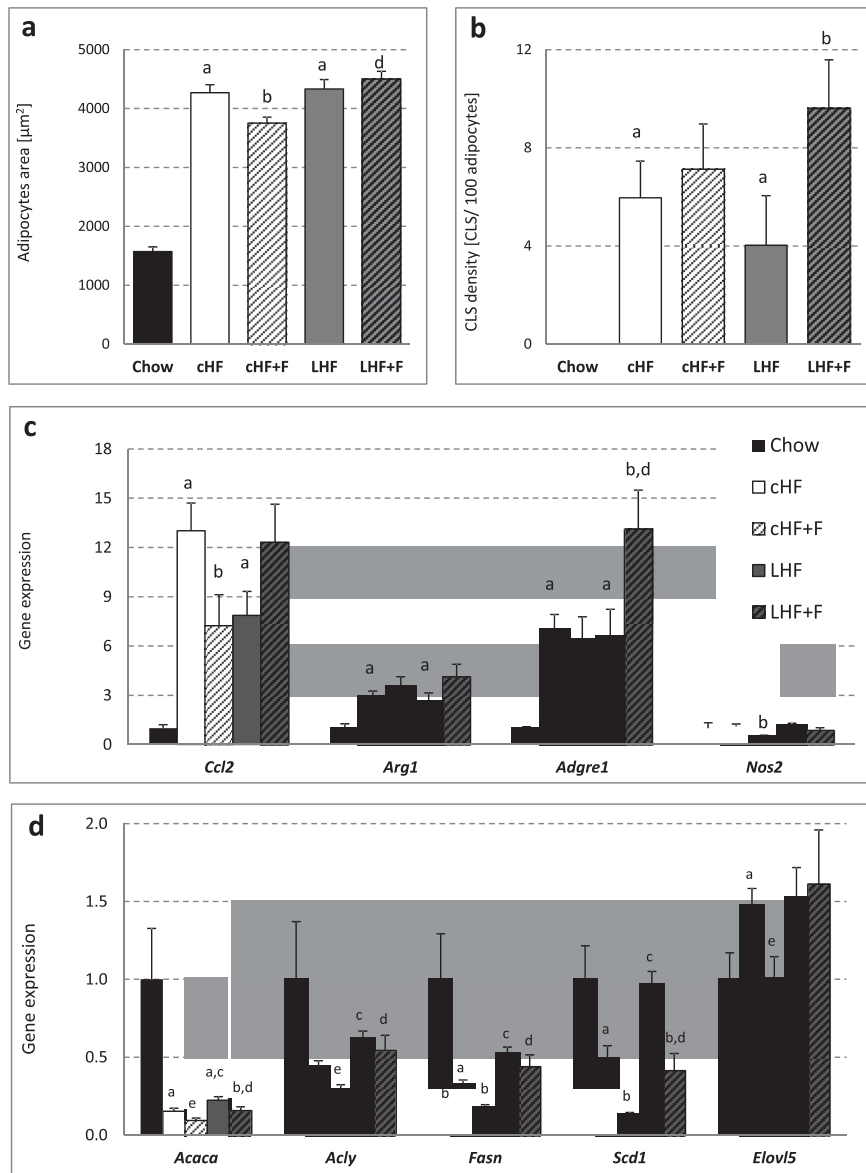 a
Adipocytes area [µm²]
5000
4000
3000
2000
1000
0
a
b
a
d
Chow cHF cHF+F LHF LHF+F
b
CLS density [CLS/ 100 adipocytes]
12
8
4
0
a
a
b
Chow cHF cHF+F LHF LHF+F
c
Gene expression
18
15
12
9
6
3
0
a
b
a
a
a
a
a
b,d
b
Chow
cHF
cHF+F
LHF
LHF+F
Ccl2 Arg1 Adgre1 Nos2
d
Gene expression
2.0
1.5
1.0
0.5
0.0
a
e
a,c
b,d
e
c
d
b
a
b
c
d
a
b
c
b,d
a
e
Acaca Acly Fasn Scd1 Elovl5